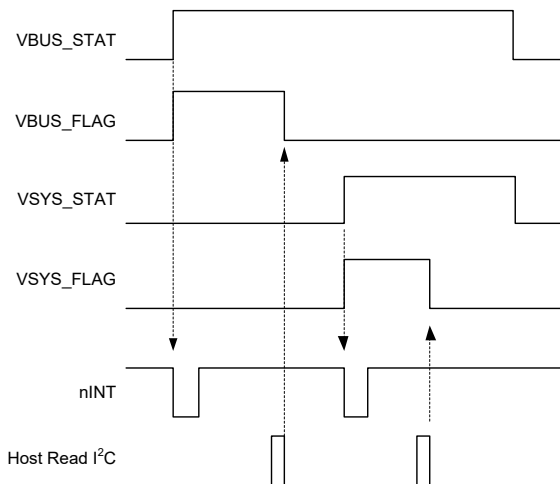 VBUS_STAT
VBUS_FLAG
VSYS_STAT
VSYS_FLAG
nINT
Host Read I²C